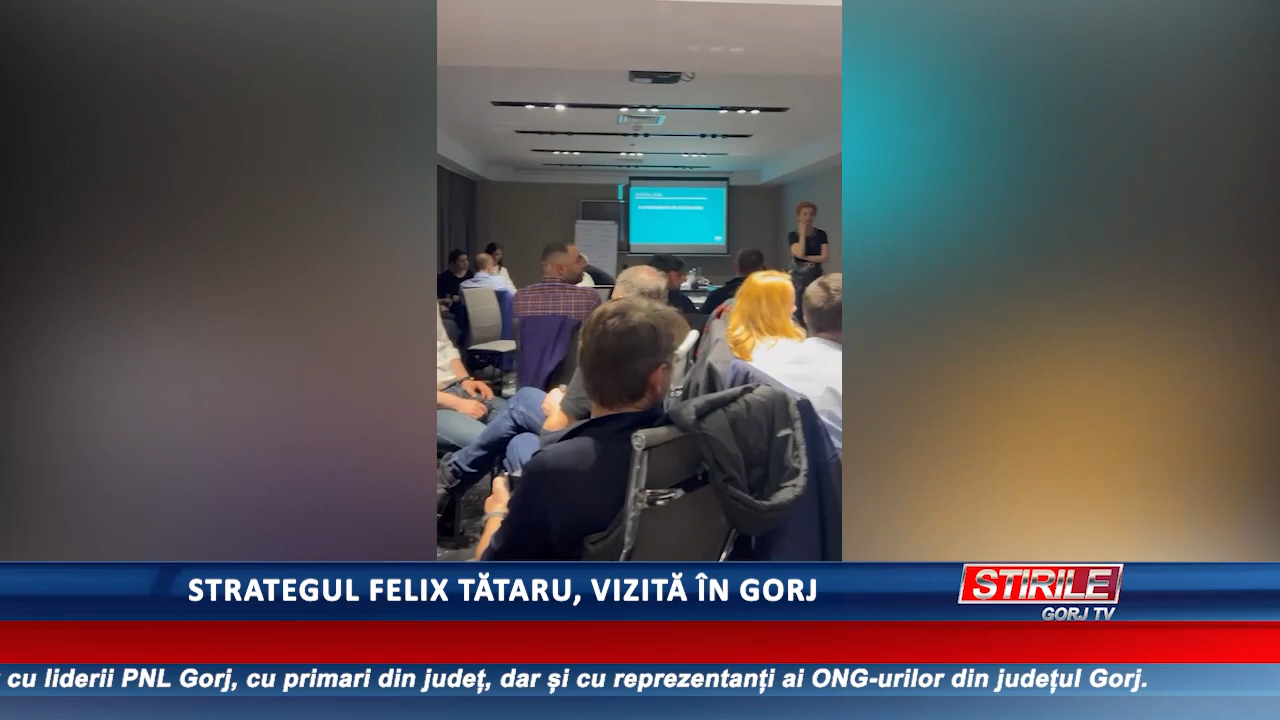 STRATEGUL FELIX TĂTARU, VIZITĂ ÎN GORJ
STIRILE
GORJ TV
cu liderii PNL Gorj, cu primari din județ, dar și cu reprezentanți ai ONG-urilor din județul Gorj.